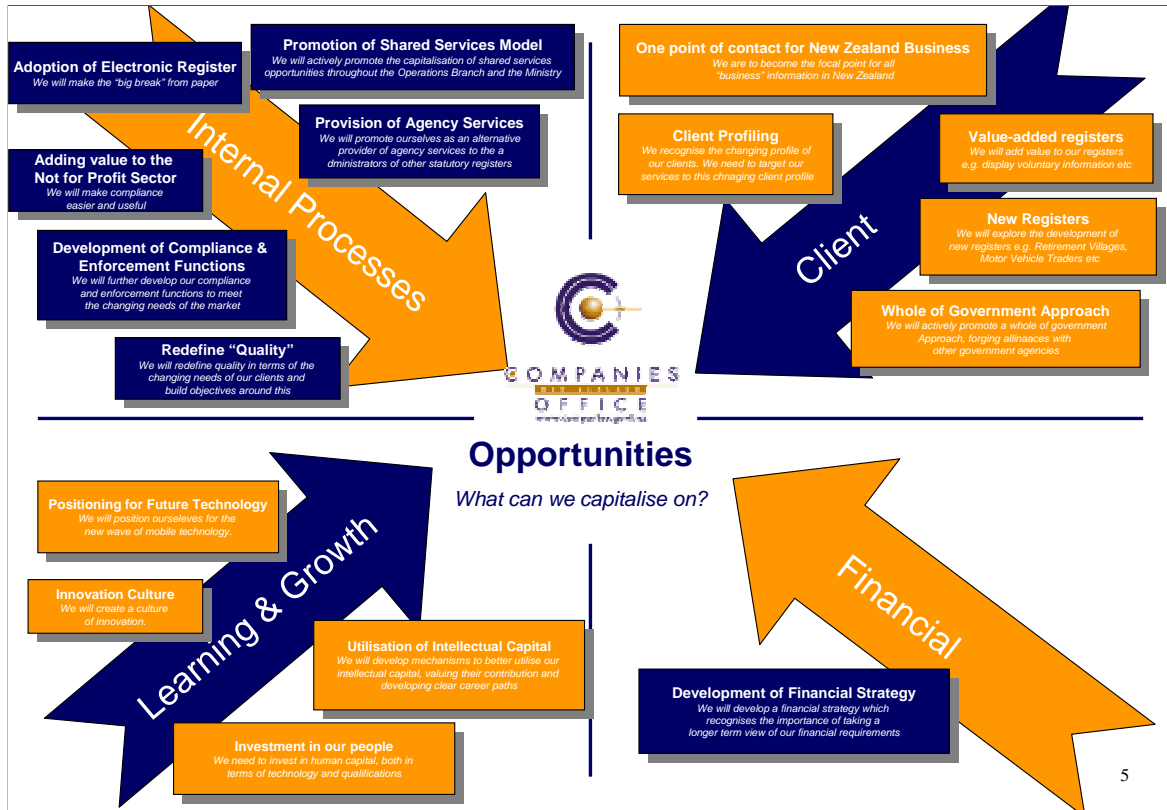 Adoption of Electronic Register
We will make the "big break" from paper
Promotion of Shared Services Model
We will actively promote the capitalisation of shared services
opportunities throughout the Operations Branch and the Ministry
Provision of Agency Services
We will promote ourselves as an alternative
provider of agency services to the a
dministrators of other statutory registers
Adding value to the
Not for Profit Sector
We will make compliance
easier and useful
Development of Compliance &
Enforcement Functions
We will further develop our compliance
and enforcement functions to meet
the changing needs of the market
Redefine “Quality”
We will redefine quality in terms of the
changing needs of our clients and
build objectives around this
Internal Processes
One point of contact for New Zealand Business
We are to become the focal point for all
“business” information in New Zealand
Client Profiling
We recognise the changing profile of
our clients. We need to target our
services to this chnaging client profile
Value-added registers
We will add value to our registers
e.g. display voluntary information etc
New Registers
We will explore the development of
new registers e.g. Retirement Villages,
Motor Vehicle Traders etc
Whole of Government Approach
We will actively promote a whole of government
Approach, forging allinaaces with
other government agencies
Client
COMPANIES
OFFICE
Opportunities
What can we capitalise on?
Positioning for Future Technology
We will position ourseleves for the
new wave of mobile technology.
Innovation Culture
We will create a culture
of innovation.
Utilisation of Intellectual Capital
We will develop mechanisms to better utilise our
intellectual capital, valuing their contribution and
developing clear career paths
Investment in our people
We need to invest in human capital, both in
terms of technology and qualifications
Learning & Growth
Financial
Development of Financial Strategy
We will develop a financial strategy which
recognises the importance of taking a
longer term view of our financial requirements
5